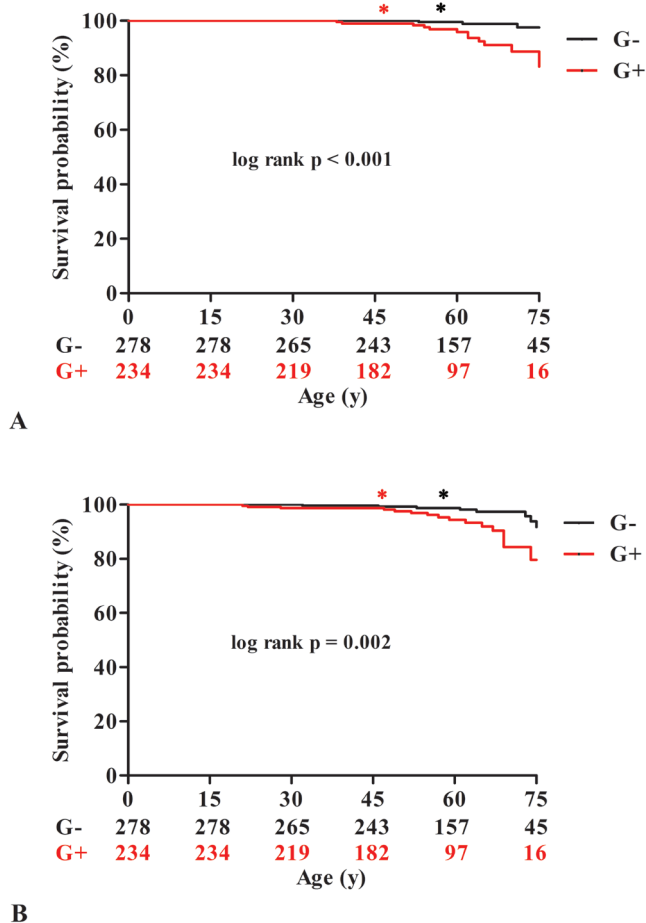 * *
100
80
60
40
20
0
Survival probability (%)
G-
G+
log rank p < 0.001
0 15 30 45 60 75
G- 278 278 265 243 157 45
G+ 234 234 219 182 97 16
Age (y)
A
* *
100
80
60
40
20
0
Survival probability (%)
G-
G+
log rank p = 0.002
0 15 30 45 60 75
G- 278 278 265 243 157 45
G+ 234 234 219 182 97 16
Age (y)
B